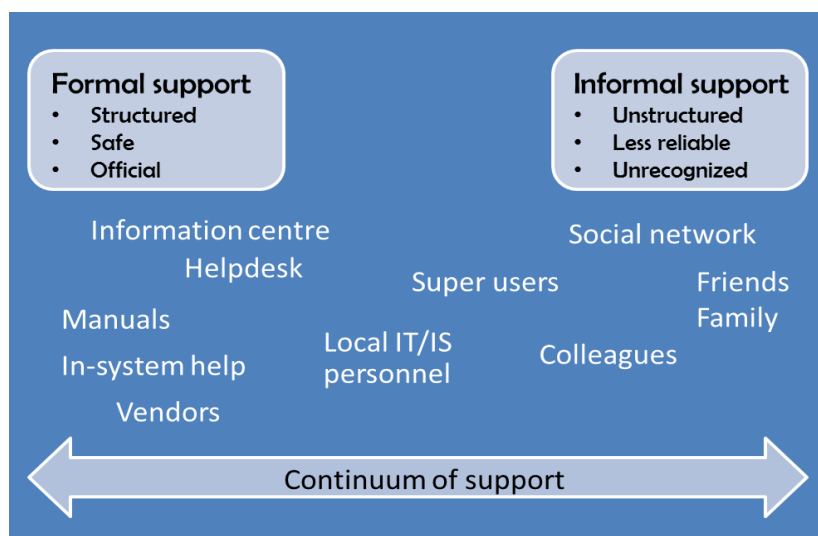 Formal support
• Structured
• Safe
• Official
Informal support
• Unstructured
• Less reliable
• Unrecognized
Information centre
Social network
Helpdesk
Super users
Friends
Family
Manuals
Local IT/IS
personnel
Colleagues
In-system help
Vendors
Continuum of support